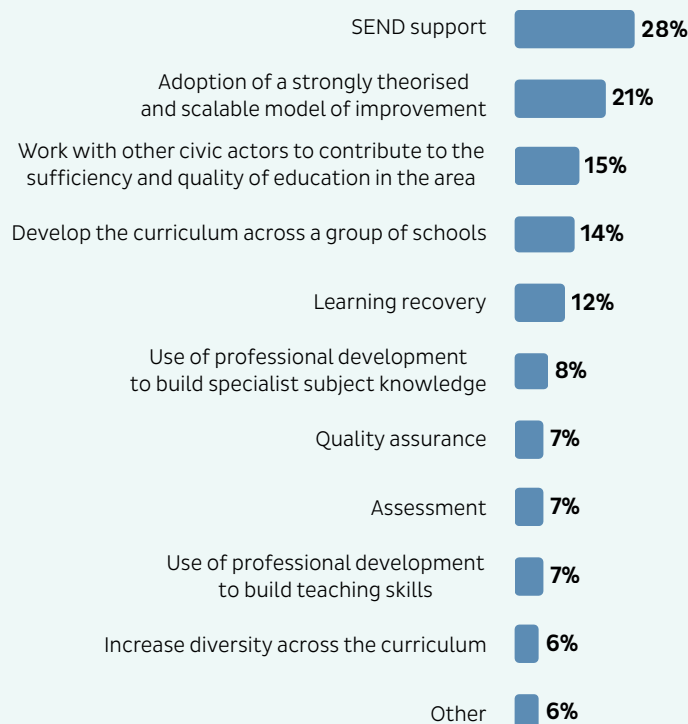 SEND support 28%
Adoption of a strongly theorised
and scalable model of improvement 21%
Work with other civic actors to contribute to the
sufficiency and quality of education in the area 15%
Develop the curriculum across a group of schools 14%
Learning recovery 12%
Use of professional development
to build specialist subject knowledge 8%
Quality assurance 7%
Assessment 7%
Use of professional development
to build teaching skills 7%
Increase diversity across the curriculum 6%
Other 6%